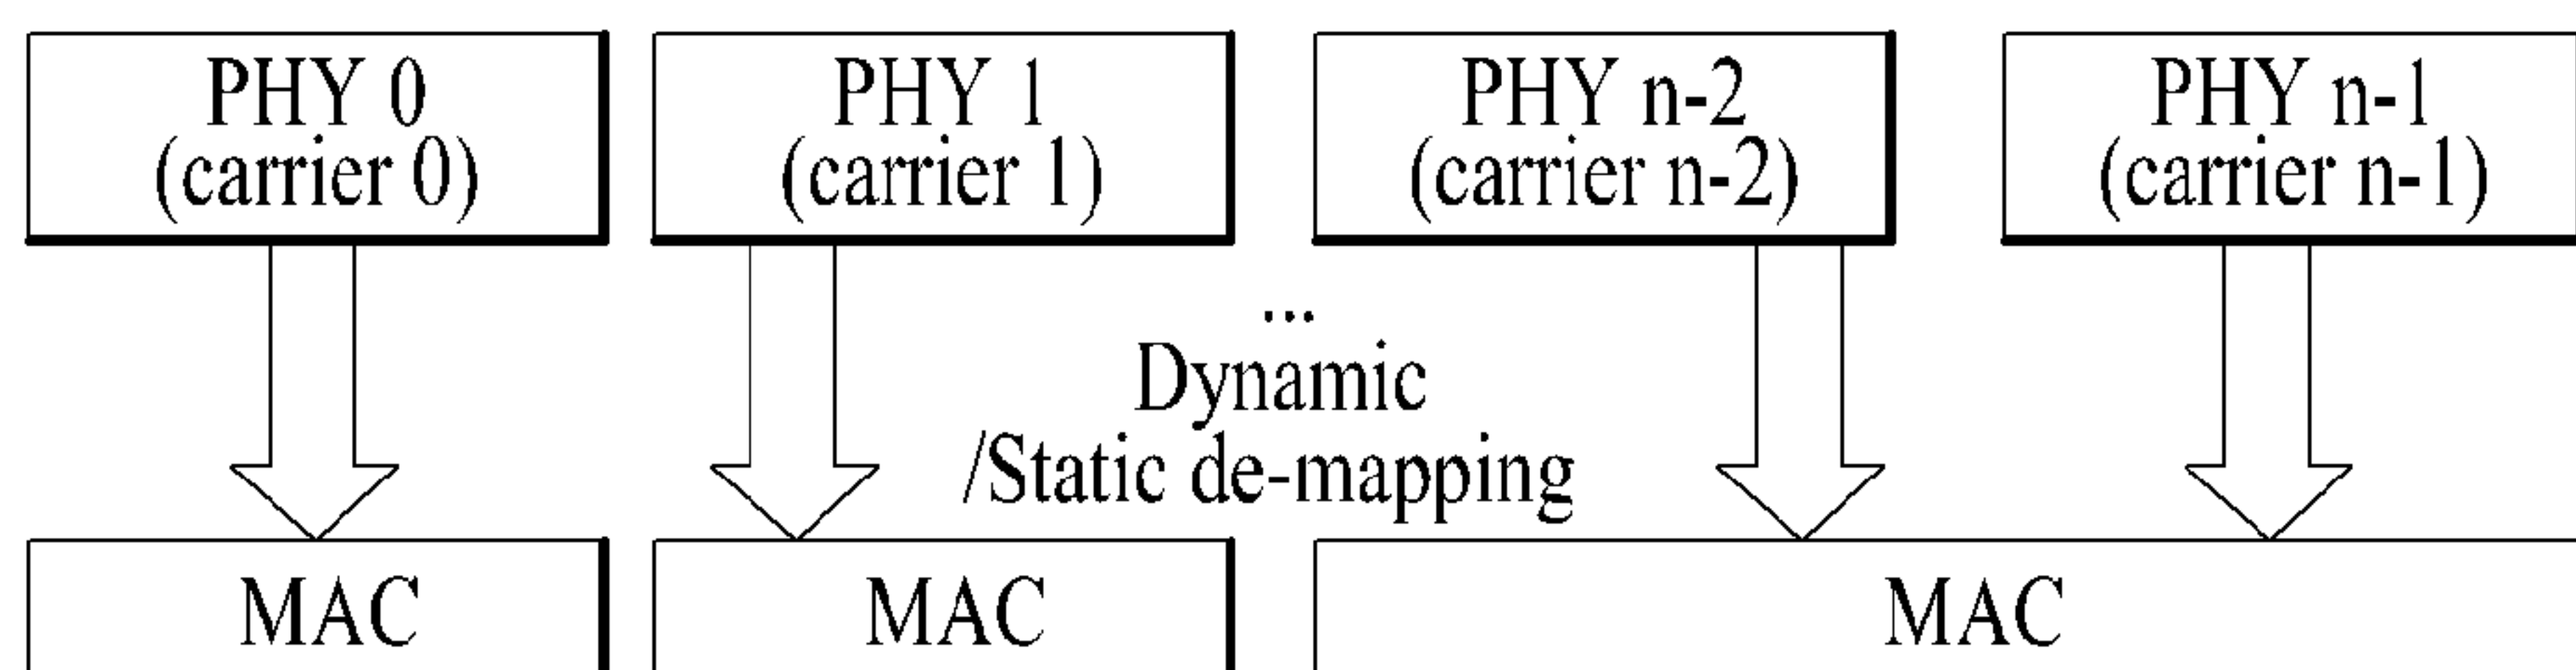 PHY 0
(carrier 0)
PHY 1
(carrier 1)
PHY n-2
(carrier n-2)
PHY n-1
(carrier n-1)
...
Dynamic
/Static de-mapping
MAC
MAC
MAC